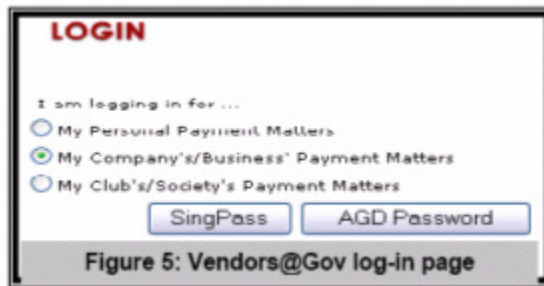 LOGIN
I am logging in for ...
My Personal Payment Matters
My Company's/Business' Payment Matters
My Club's/Society's Payment Matters
SingPass AGD Password
Figure 5: Vendors@Gov log-in page